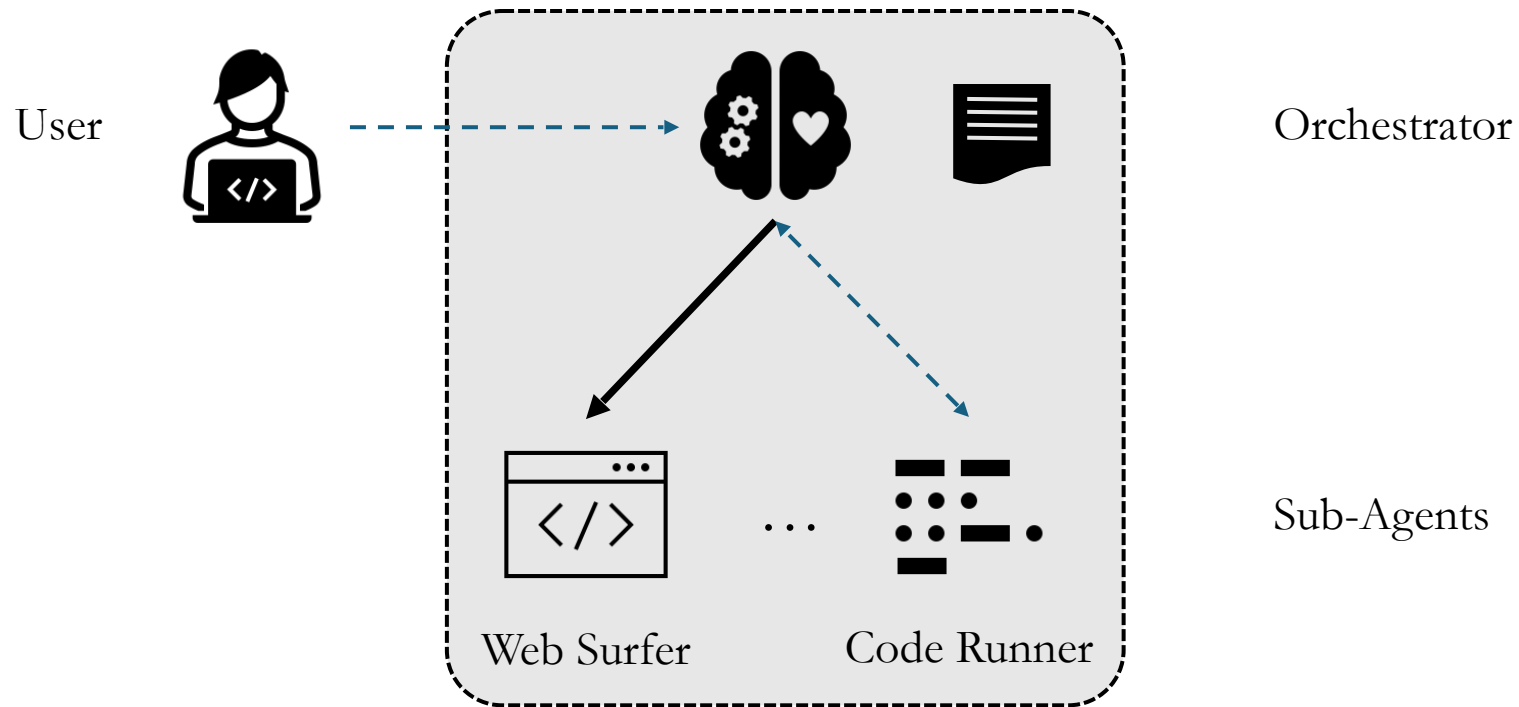 User
</>
Orchestrator
</>
...
Sub-Agents
Web Surfer
Code Runner